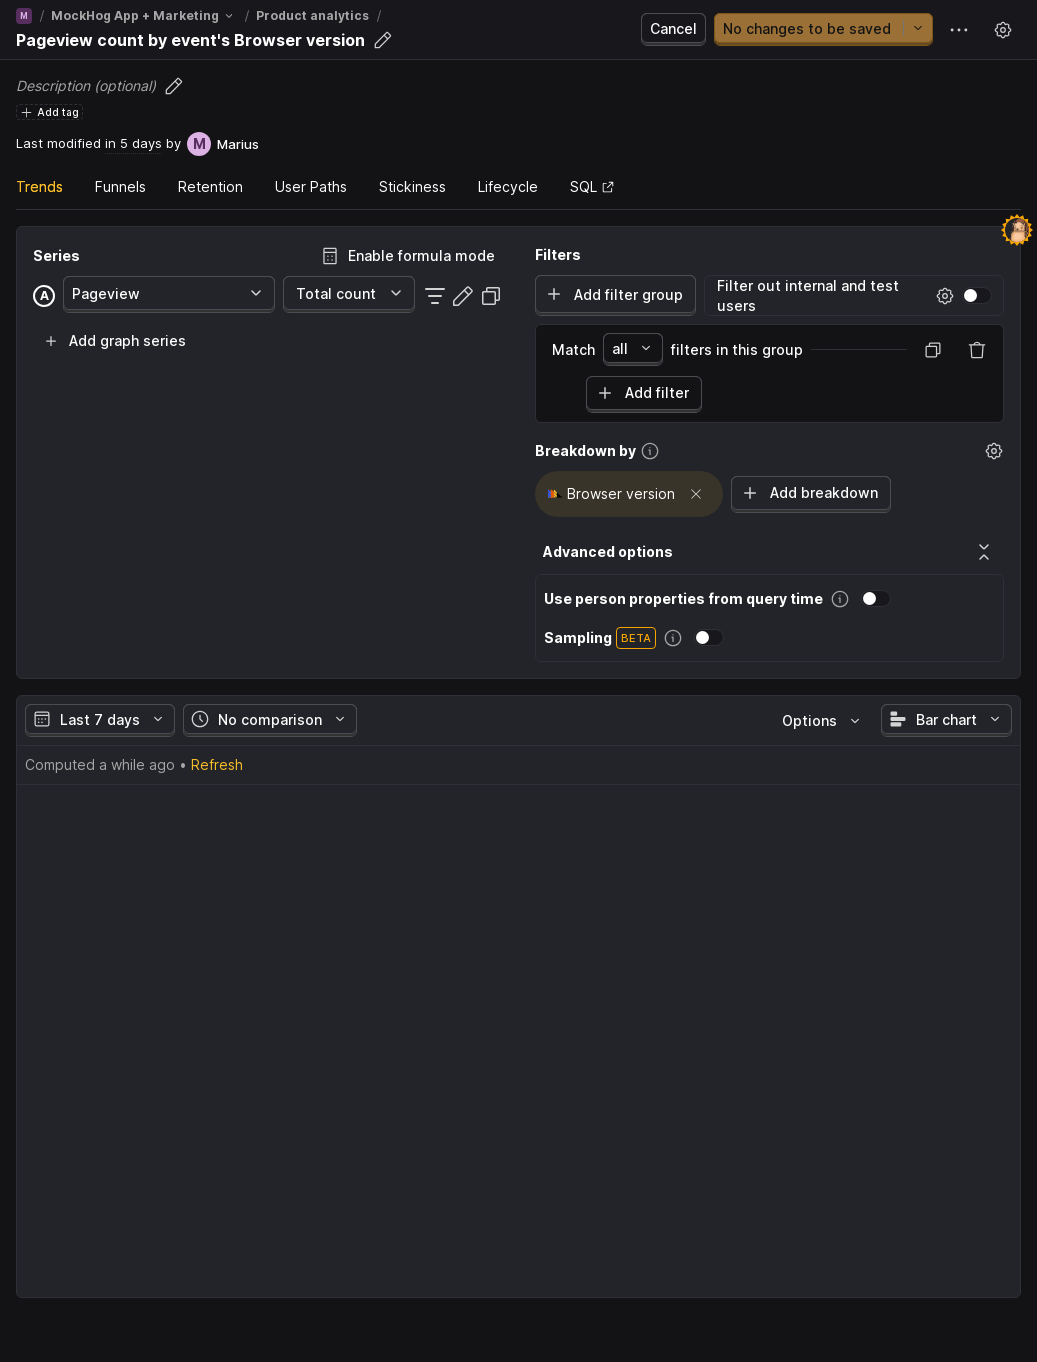 M / MockHog App + Marketing / Product analytics /
Pageview count by event's Browser version
Cancel
No changes to be saved
Description (optional)
Add tag
Last modified in 5 days by M Marius
Trends
Funnels
Retention
User Paths
Stickiness
Lifecycle
SQL
Series
Enable formula mode
A
Pageview
Total count
Add graph series
Filters
Add filter group
Filter out internal and test
users
Match
all
filters in this group
Add filter
Breakdown by
Browser version
Add breakdown
Advanced options
Use person properties from query time
Sampling BETA
Last 7 days
No comparison
Options
Bar chart
Computed a while ago • Refresh